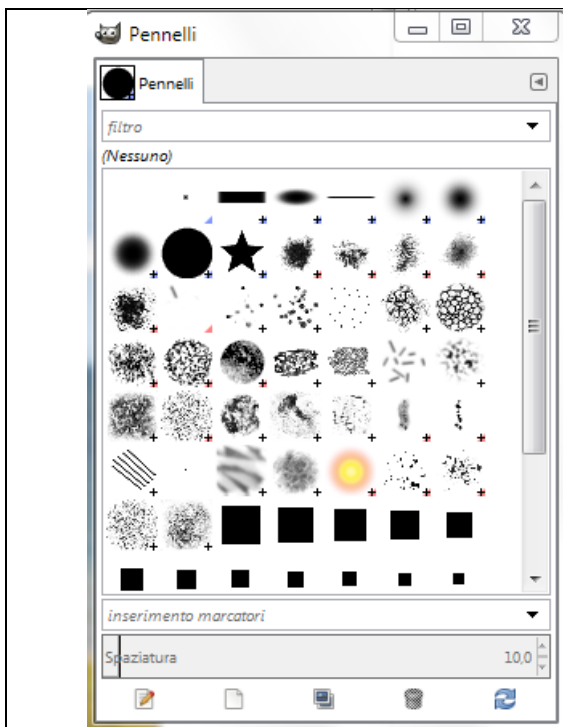 Pennelli
Pennelli
filtro
(Nessuno)
inserimento marcatori
Spaziatura 10,0